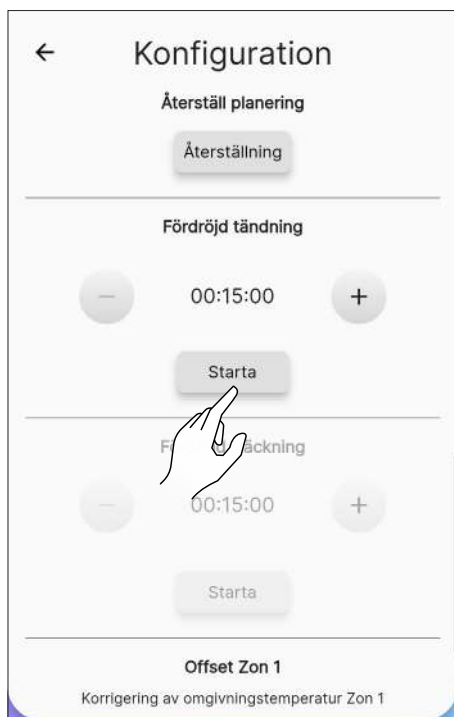 Konfiguration
Återställ planering
Återställning
Fördröjd tändning
00:15:00
Starta
00:15:00
Starta
Offset Zon 1
Korrigering av omgivningstemperatur Zon 1